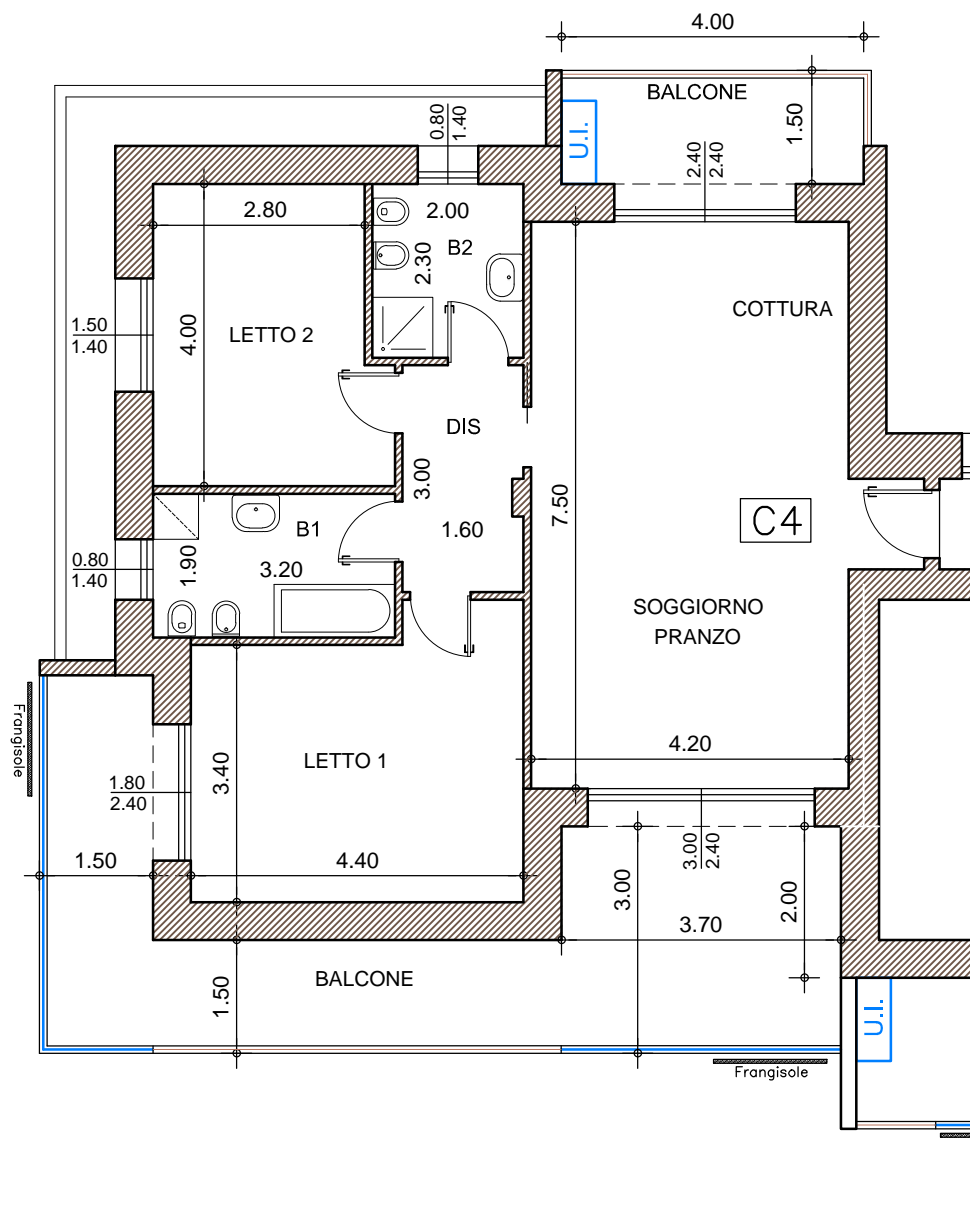 4.00
BALCONE
U.I.
1.50
0.80
1.40
2.40
2.40
2.80
2.00
B2
2.30
COTTURA
1.50
1.40
4.00
LETTO 2
DIS
3.00
7.50
C4
B1
1.60
0.80
1.40
1.90
3.20
SOGGIORNO
PRANZO
Frangisole
4.20
LETTO 1
3.40
1.80
2.40
3.00
2.40
1.50
4.40
3.00
2.00
3.70
BALCONE
1.50
U.I.
Frangisole